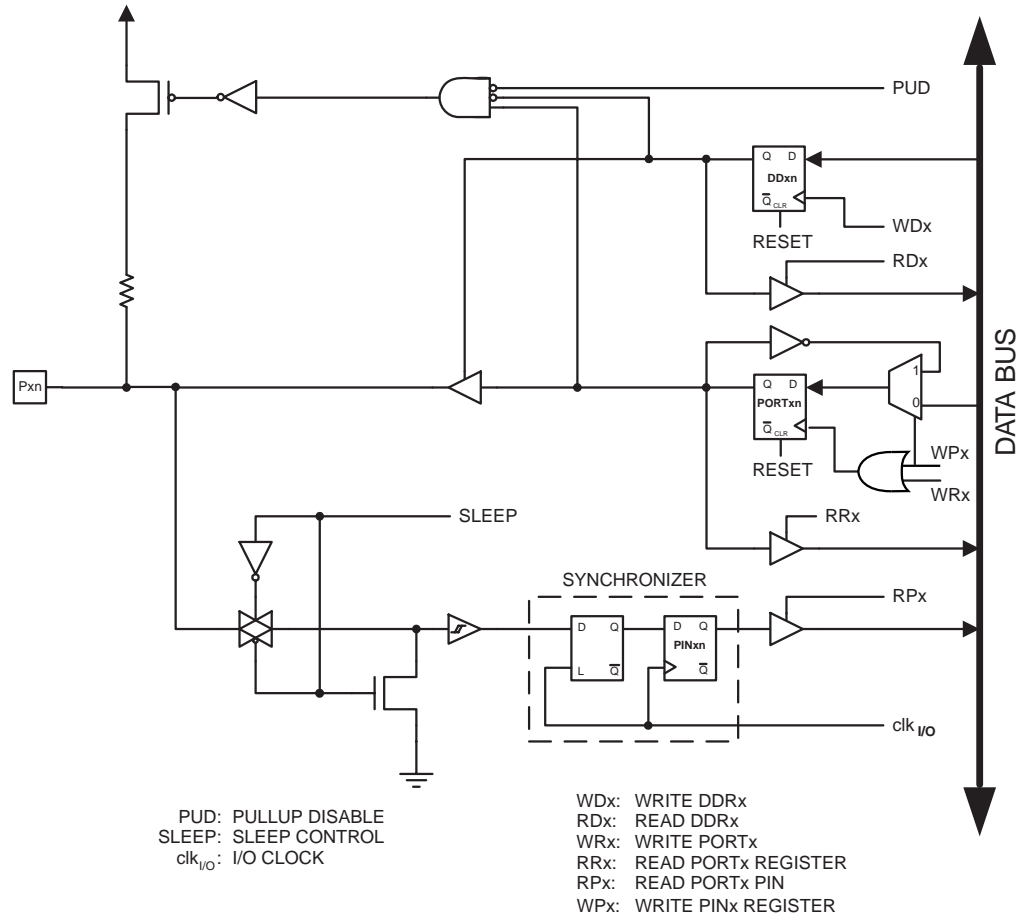 PUD
Q D
DDxn
Q CLR
WDx
RESET
RDx
Pxn
1
Q D
PORTxn
0
Q CLR
WPx
RESET
WRx
DATA BUS
SLEEP
RRx
SYNCHRONIZER
RPx
D Q
D Q
PINxn
L Q
Q
clk I/O
PUD: PULLUP DISABLE
SLEEP: SLEEP CONTROL
clkI/O: I/O CLOCK
WDx: WRITE DDRx
RDx: READ DDRx
WRx: WRITE PORTx
RRx: READ PORTx REGISTER
RPx: READ PORTx PIN
WPx: WRITE PINx REGISTER